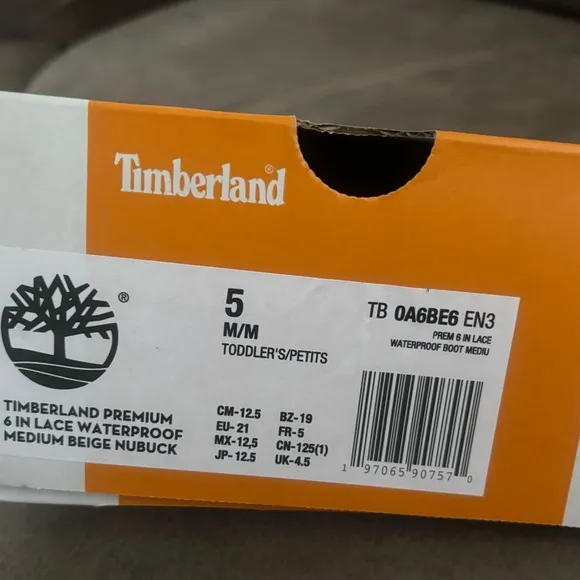 Timberland®
®
5
M/M
TODDLER'S/PETITS
TB 0A6BE6 EN3
PREM 6 IN LACE
WATERPROOF BOOT MEDIU
TIMBERLAND PREMIUM
6 IN LACE WATERPROOF
MEDIUM BEIGE NUBUCK
CM-12.5 BZ-19
EU- 21 FR-5
MX-12,5 CN-125(1)
JP- 12.5 UK-4.5
1 97065 90757 0